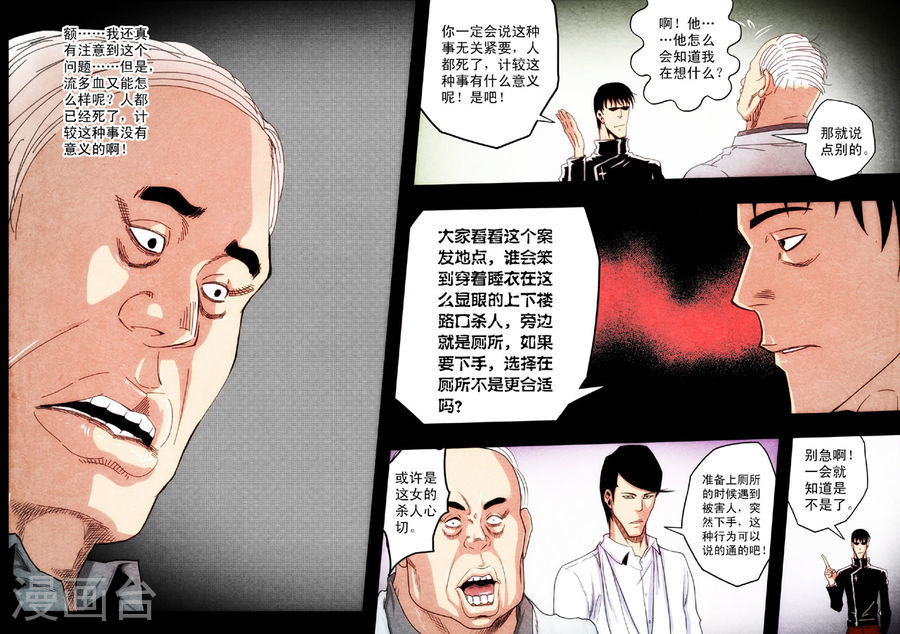 额……我还真
有注意到这个
问题……但是，
流多血又能怎
么样呢？人都
已经死了，计
较这种事没有
意义的啊！
你一定会说这种
事无关紧要，人
都死了，计较这
种事有什么意义
呢！是吧！
啊！他……
……他怎么
会知道我
在想什么？
那就说
点别的。
大家看看这个案
发地点，谁会笨
到穿着睡衣在这
么显眼的上下楼
路口杀人，旁边
就是厕所，如果
要下手，选择在
厕所不是更合适
吗？
或许是
这女的
杀人心
切。
准备上厕所
的时候遇到
被害人，突
然下手，这
种行为可以
说的通的吧！
别急啊！
一会就
知道是
不是了。
漫画台